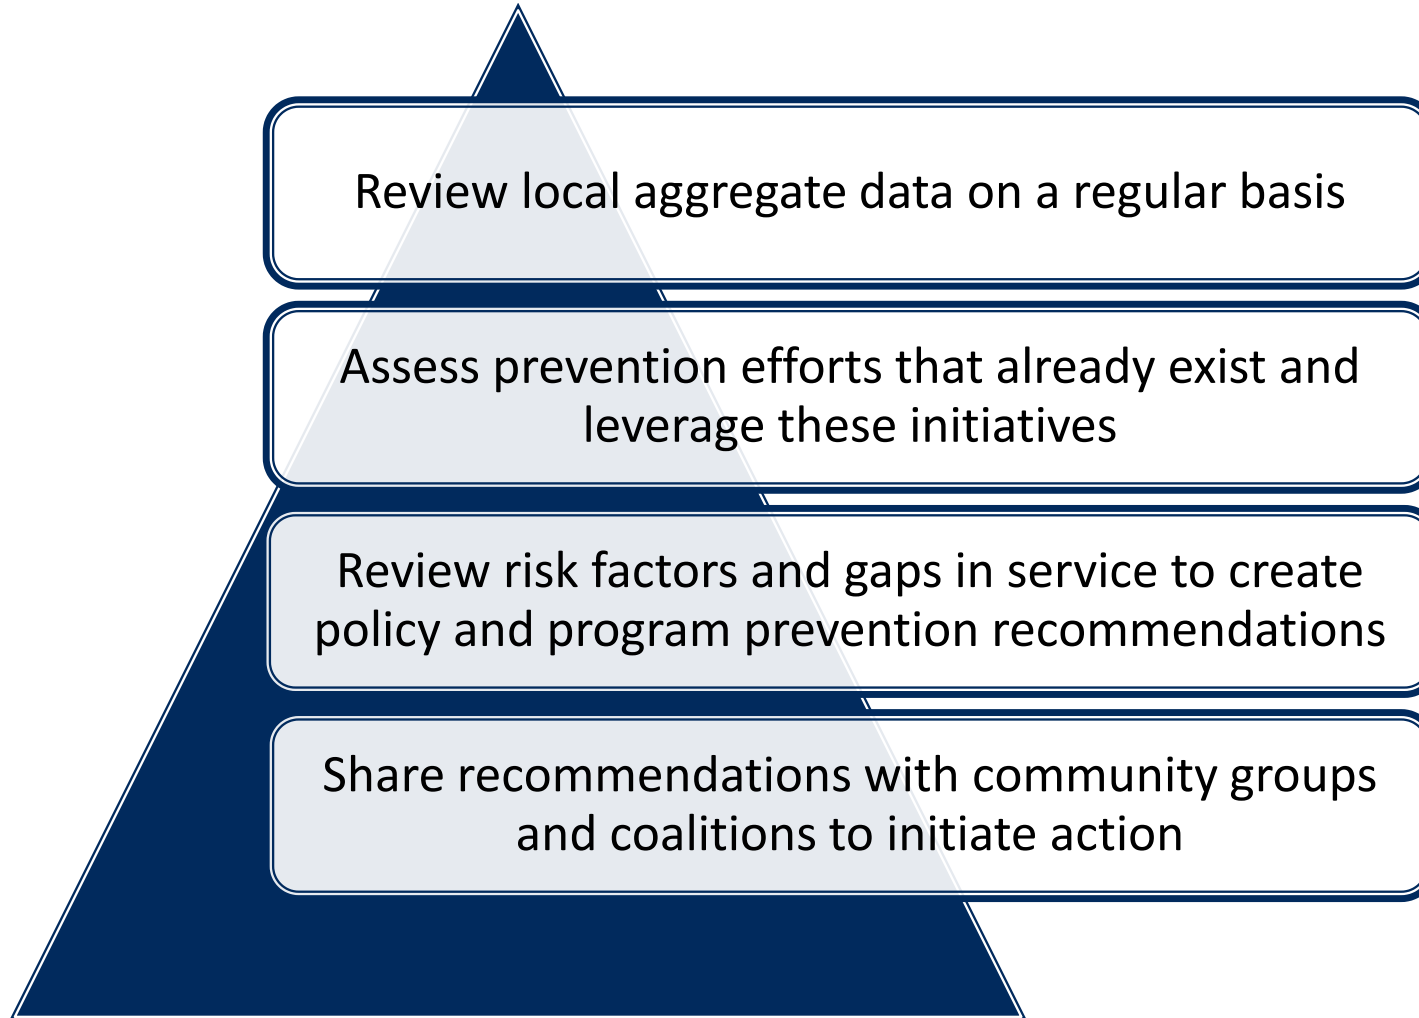 Review local aggregate data on a regular basis
Assess prevention efforts that already exist and
leverage these initiatives
Review risk factors and gaps in service to create
policy and program prevention recommendations
Share recommendations with community groups
and coalitions to initiate action